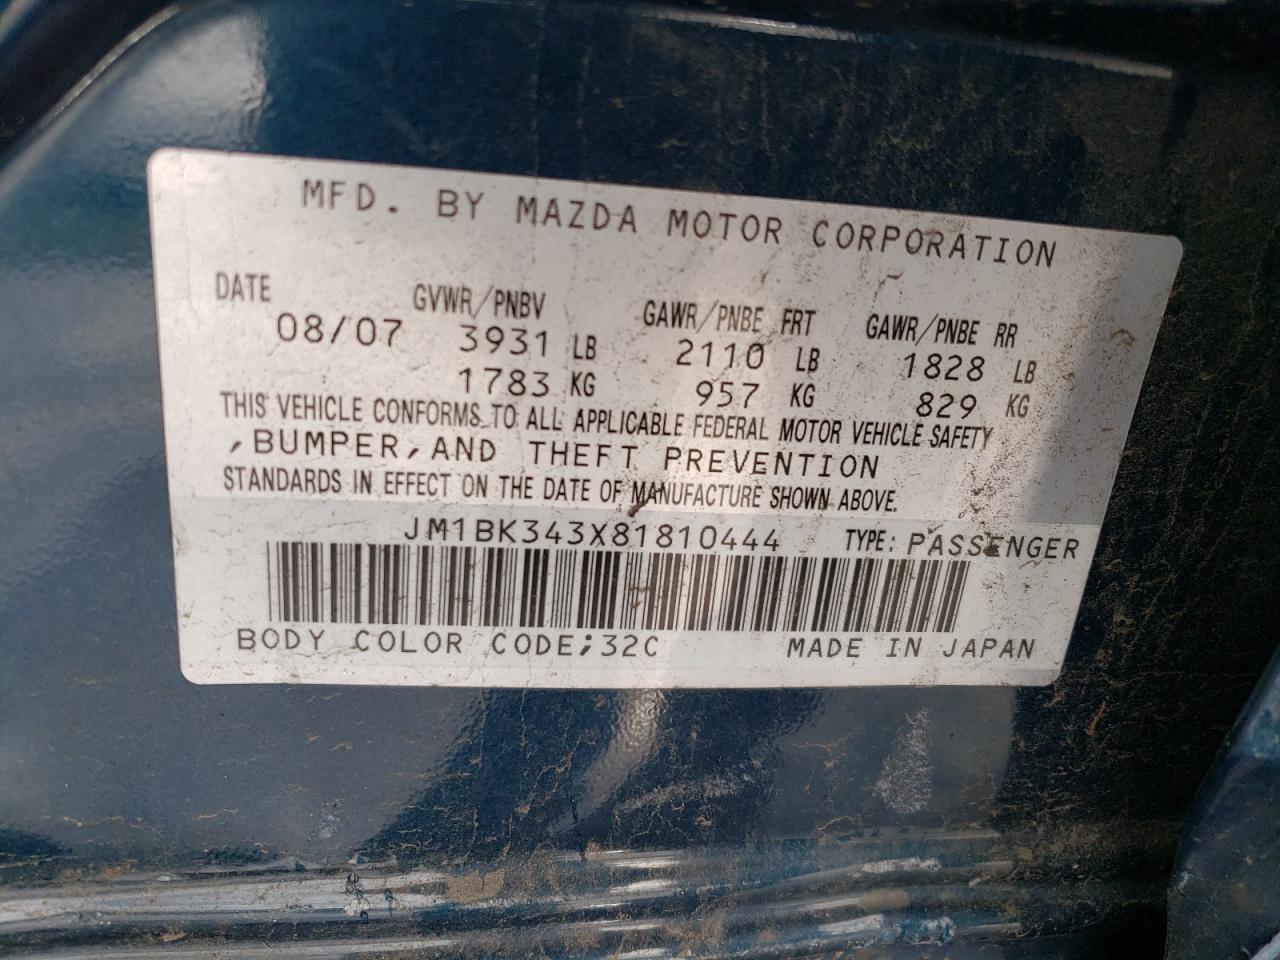 MFD. BY MAZDA MOTOR CORPORATION
DATE GVWR/PNBV GAWR/PNBE FRT GAWR/PNBE RR
08/07 3931 LB 2110 LB 1828 LB
1783 KG 957 KG 829 KG
THIS VEHICLE CONFORMS TO ALL APPLICABLE FEDERAL MOTOR VEHICLE SAFETY
,BUMPER,AND THEFT PREVENTION
STANDARDS IN EFFECT ON THE DATE OF MANUFACTURE SHOWN ABOVE.
JM1BK343X81810444 TYPE: PASSENGER
BODY COLOR CODE;32C MADE IN JAPAN